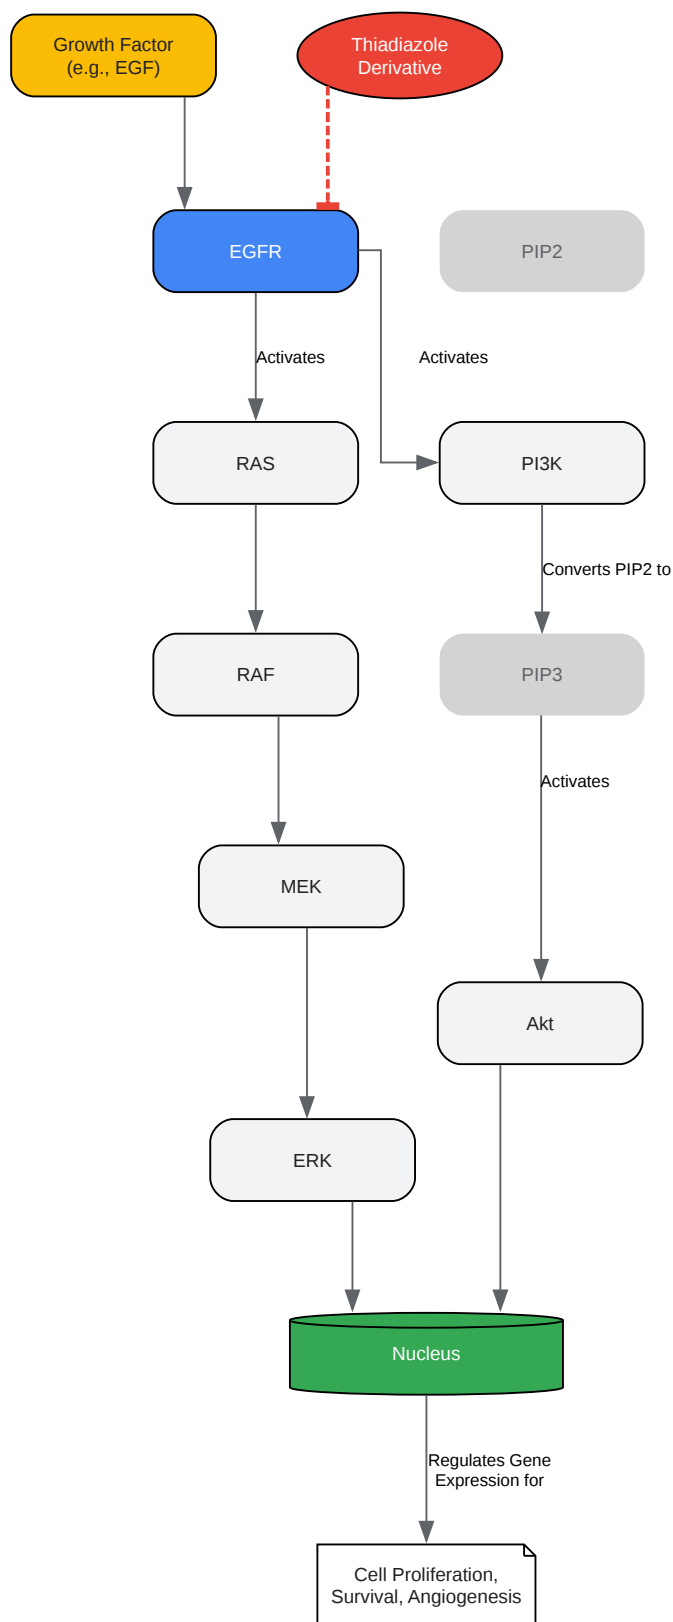 Growth Factor
(e.g., EGF)
Thiadiazole
Derivative
EGFR
PIP2
Activates
Activates
RAS
PI3K
Converts PIP2 to
RAF
PIP3
Activates
MEK
Akt
ERK
Nucleus
Regulates Gene
Expression for
Cell Proliferation,
Survival, Angiogenesis